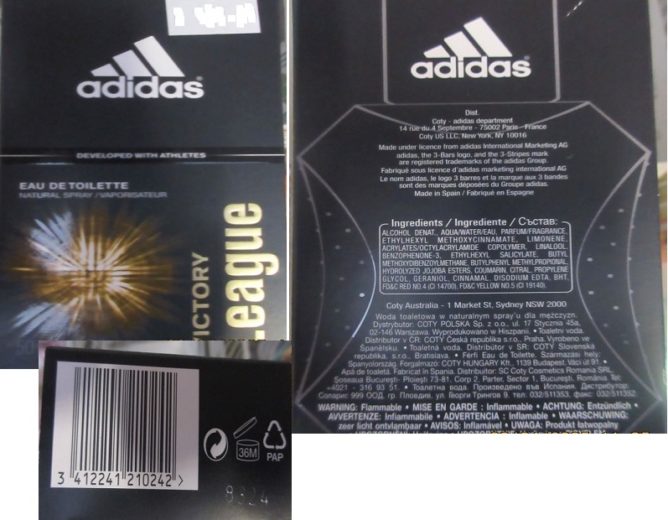 adidas
DEVELOPED WITH ATHLETES
EAU DE TOILETTE
NATURAL SPRAY / VAPORISATEUR
VICTORY
League
3 412241 210242 >
36M
PAP
8324
adidas
Dist.
Coty - adidas department
14 rue du 4 Septembre - 75002 Paris - France
Coty US LLC, New York, NY 10016
Made under licence from adidas International Marketing AG
adidas, the 3-Bars logo, and the 3-Stripes mark
are registered trademarks of the adidas Group.
Fabriqué sous licence d'adidas marketing international AG
Le nom adidas, le logo 3 barres et la marque aux 3 bandes
sont des marques déposées du Groupe adidas.
Made in Spain / Fabriqué en Espagne
Ingredients / Ingrediente / Състав:
ALCOHOL DENAT., AQUA/WATER/EAU, PARFUM/FRAGRANCE,
ETHYLHEXYL METHOXYCINNAMATE, LIMONENE,
ACRYLATES/OCTYLACRYLAMIDE COPOLYMER, LINALOOL,
BENZOPHENONE-3, ETHYLHEXYL SALICYLATE, BUTYL
METHOXYDIBENZOYLMETHANE, BUTYLPHENYL METHYLPROPIONAL,
HYDROLYZED JOJOBA ESTERS, COUMARIN, CITRAL, PROPYLENE
GLYCOL, GERANIOL, CINNAMAL, DISODIUM EDTA, BHT,
FD&C RED NO.4 (CI 14700), FD&C YELLOW NO.5 (CI 19140).
Coty Australia - 1 Market St, Sydney NSW 2000
Woda toaletowa w naturalnym spray'u dla mężczyzn.
Dystrybutor: COTY POLSKA Sp. z o.o., ul. 17 Stycznia 45a,
02-146 Warszawa. Wyprodukowano w Hiszpanii. • Toaletní voda.
Distributor v ČR: COTY Česká republika s.r.o., Praha. Vyrobeno ve
Španělsku. • Toaletná voda. Distribútor v SR: COTY Slovenská
republika, s.r.o., Bratislava. • Férfi Eau de Toilette. Származási hely:
Spanyolország. Forgalmazó: COTY HUNGARY Kft., 1139 Budapest, Váci út 91. •
Apă de toaletă. Fabricat în Spania. Distribuitor: SC Coty Cosmetics Romania SRL,
Soseaua Bucureşti- Ploieşti 73-81, Corp 2, Parter, Sector 1, Bucureşti, România. Tel:
+4021 - 316 93 51. • Тоалетна вода. Произведено във Испания. Дистрибутор:
Соларис 999 ООД, гр. Пловдив, ул. Георги Трингов 9, тел. 032/511353, факс: 032/511352.
WARNING: Flammable • MISE EN GARDE : Inflammable • ACHTUNG: Entzündlich •
AVVERTENZE: Infiammabile • ADVERTENCIA : Inflamable • WAARSCHUWING:
zeer licht ontvlambaar • AVISOS: Inflamável • UWAGA: Produkt łatwopalny